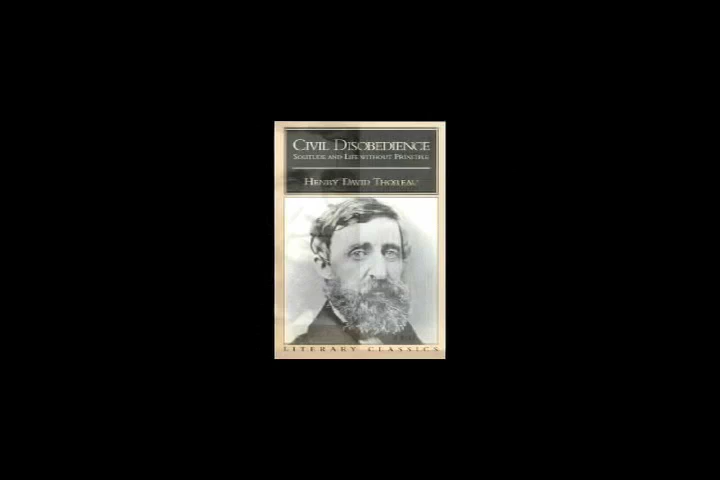 CIVIL DISOBEDIENCE
SOLITUDE AND LIFE WITHOUT PRINCIPLE
HENRY DAVID THOREAU
LITERARY CLASSICS